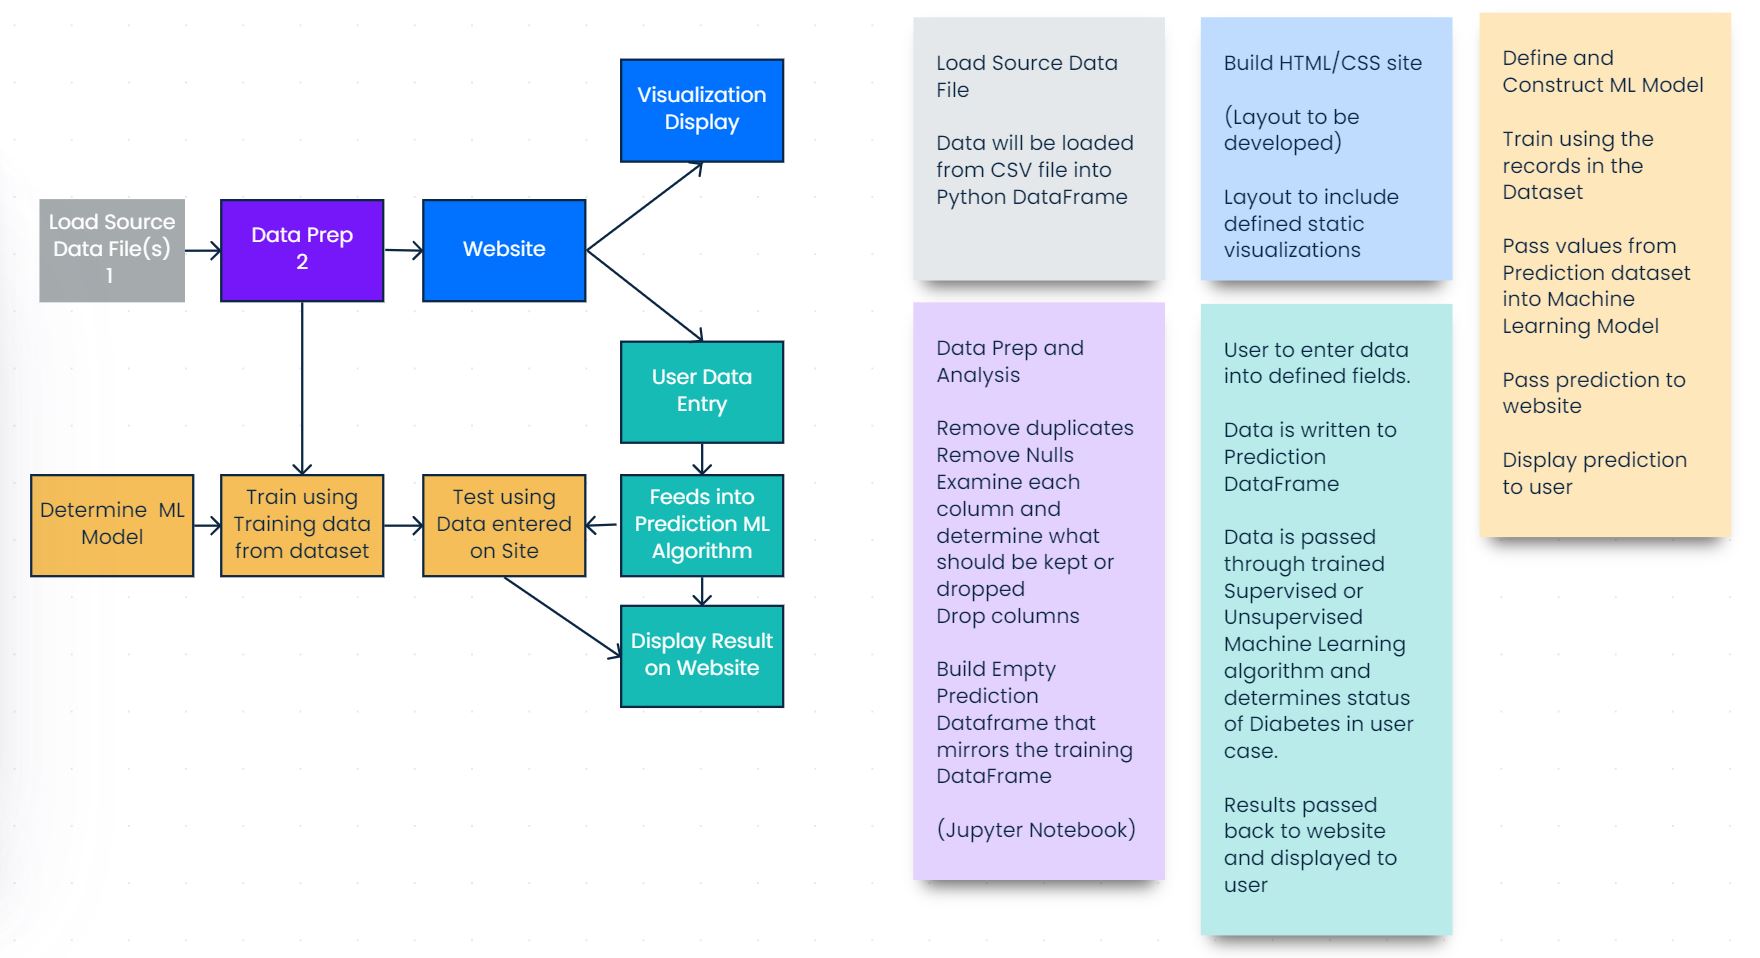 Visualization
Display
Load Source
Data File(s)
1
Data Prep
2
Website
User Data
Entry
Determine  ML
Model
Train using
Training data
from dataset
Test using
Data entered
on Site
Feeds into
Prediction ML
Algorithm
Display Result
on Website
Load Source Data
File
Data will be loaded
from CSV file into
Python DataFrame
Build HTML/CSS site
(Layout to be
developed)
Layout to include
defined static
visualizations
Define and
Construct ML Model
Train using the
records in the
Dataset
Pass values from
Prediction dataset
into Machine
Learning Model
Pass prediction to
website
Display prediction
to user
Data Prep and
Analysis
Remove duplicates
Remove Nulls
Examine each
column and
determine what
should be kept or
dropped
Drop columns
Build Empty
Prediction
Dataframe that
mirrors the training
DataFrame
(Jupyter Notebook)
User to enter data
into defined fields.
Data is written to
Prediction
DataFrame
Data is passed
through trained
Supervised or
Unsupervised
Machine Learning
algorithm and
determines status
of Diabetes in user
case.
Results passed
back to website
and displayed to
user